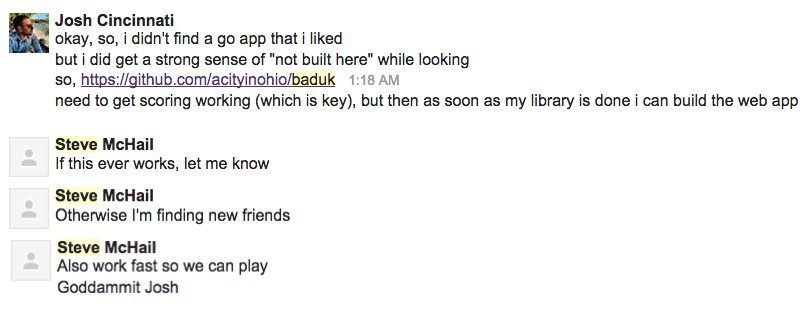 Josh Cincinnati
okay, so, i didn't find a go app that i liked
but i did get a strong sense of "not built here" while looking
so, https://github.com/acityinohio/baduk 1:18 AM
need to get scoring working (which is key), but then as soon as my library is done i can build the web app
Steve McHail
If this ever works, let me know
Steve McHail
Otherwise I'm finding new friends
Steve McHail
Also work fast so we can play
Goddammit Josh